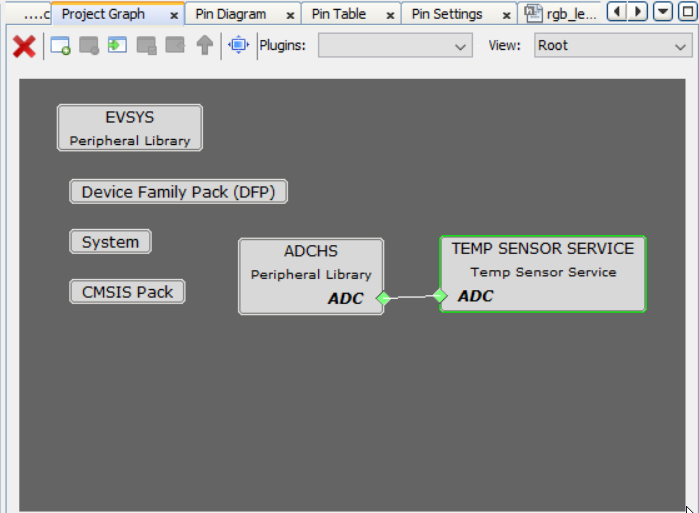 ....c
Project Graph
Pin Diagram
Pin Table
Pin Settings
rgb_le...
Plugins:
View:
Root
EVSYS
Peripheral Library
Device Family Pack (DFP)
System
CMSIS Pack
ADCHS
Peripheral Library
ADC
TEMP SENSOR SERVICE
Temp Sensor Service
ADC